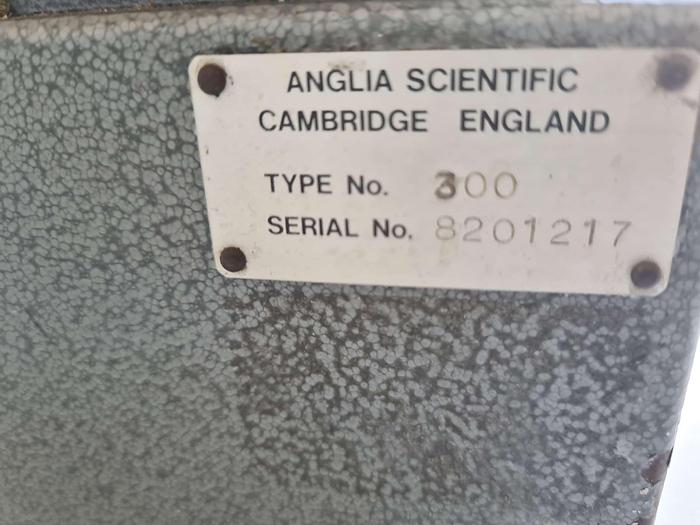 ANGLIA SCIENTIFIC
CAMBRIDGE ENGLAND
TYPE No. 300
SERIAL No. 8201217